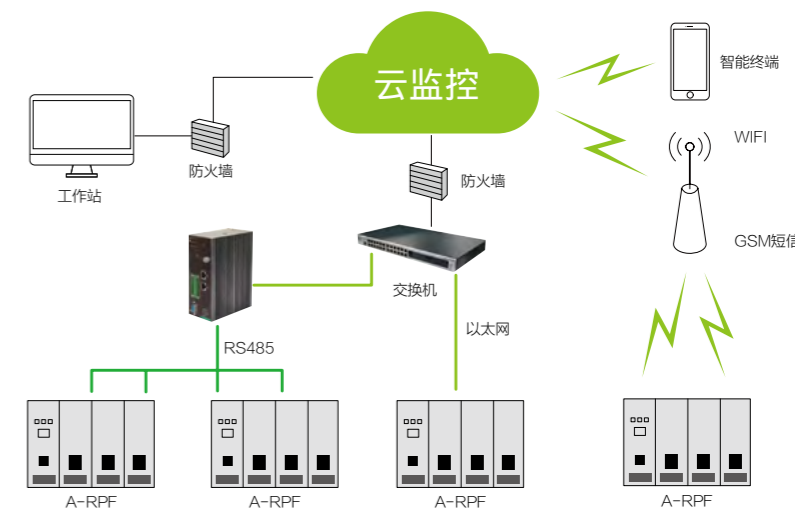 云监控
智能终端
WIFI
防火墙
防火墙
工作站
GSM短信
交换机
以太网
RS485
A-RPF
A-RPF
A-RPF
A-RPF